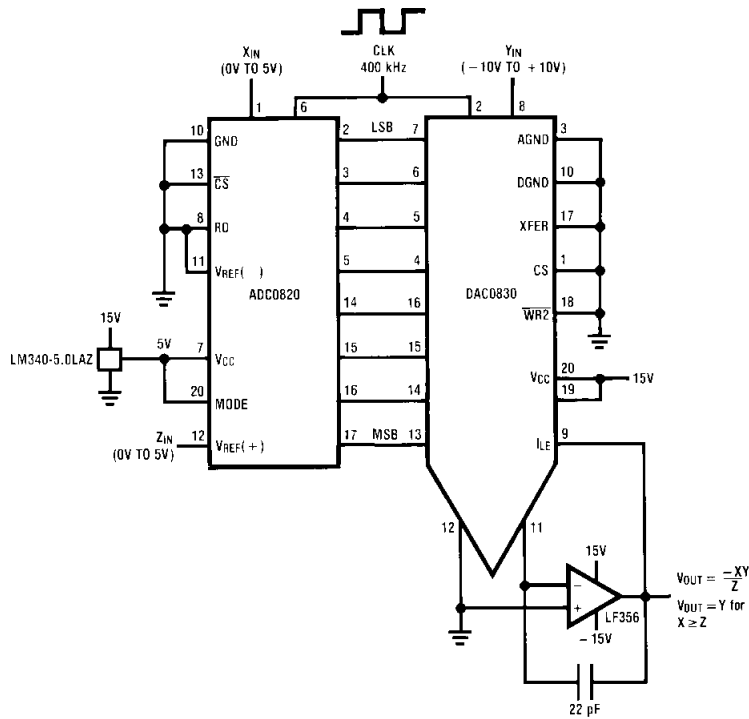 CLK
400 kHz
XIN
(0V TO 5V)
YIN
(−10V TO +10V)
1
6
2
8
10
GND
2
LSB
7
AGND
3
13
CS
3
6
DGND
10
8
RD
4
5
XFER
17
11
VREF( )
5
4
CS
1
ADC0820
DAC0830
14
16
WR2
18
15V
LM340-5.0LAZ
5V
7
VCC
15
15
VCC
20
19
15V
20
MODE
16
14
ZIN
(0V TO 5V)
12
VREF(+)
17
MSB
13
ILE
9
12
11
15V
−
+
LF356
−15V
VOUT = −XY
Z
VOUT = Y for
X ≥ Z
22 pF